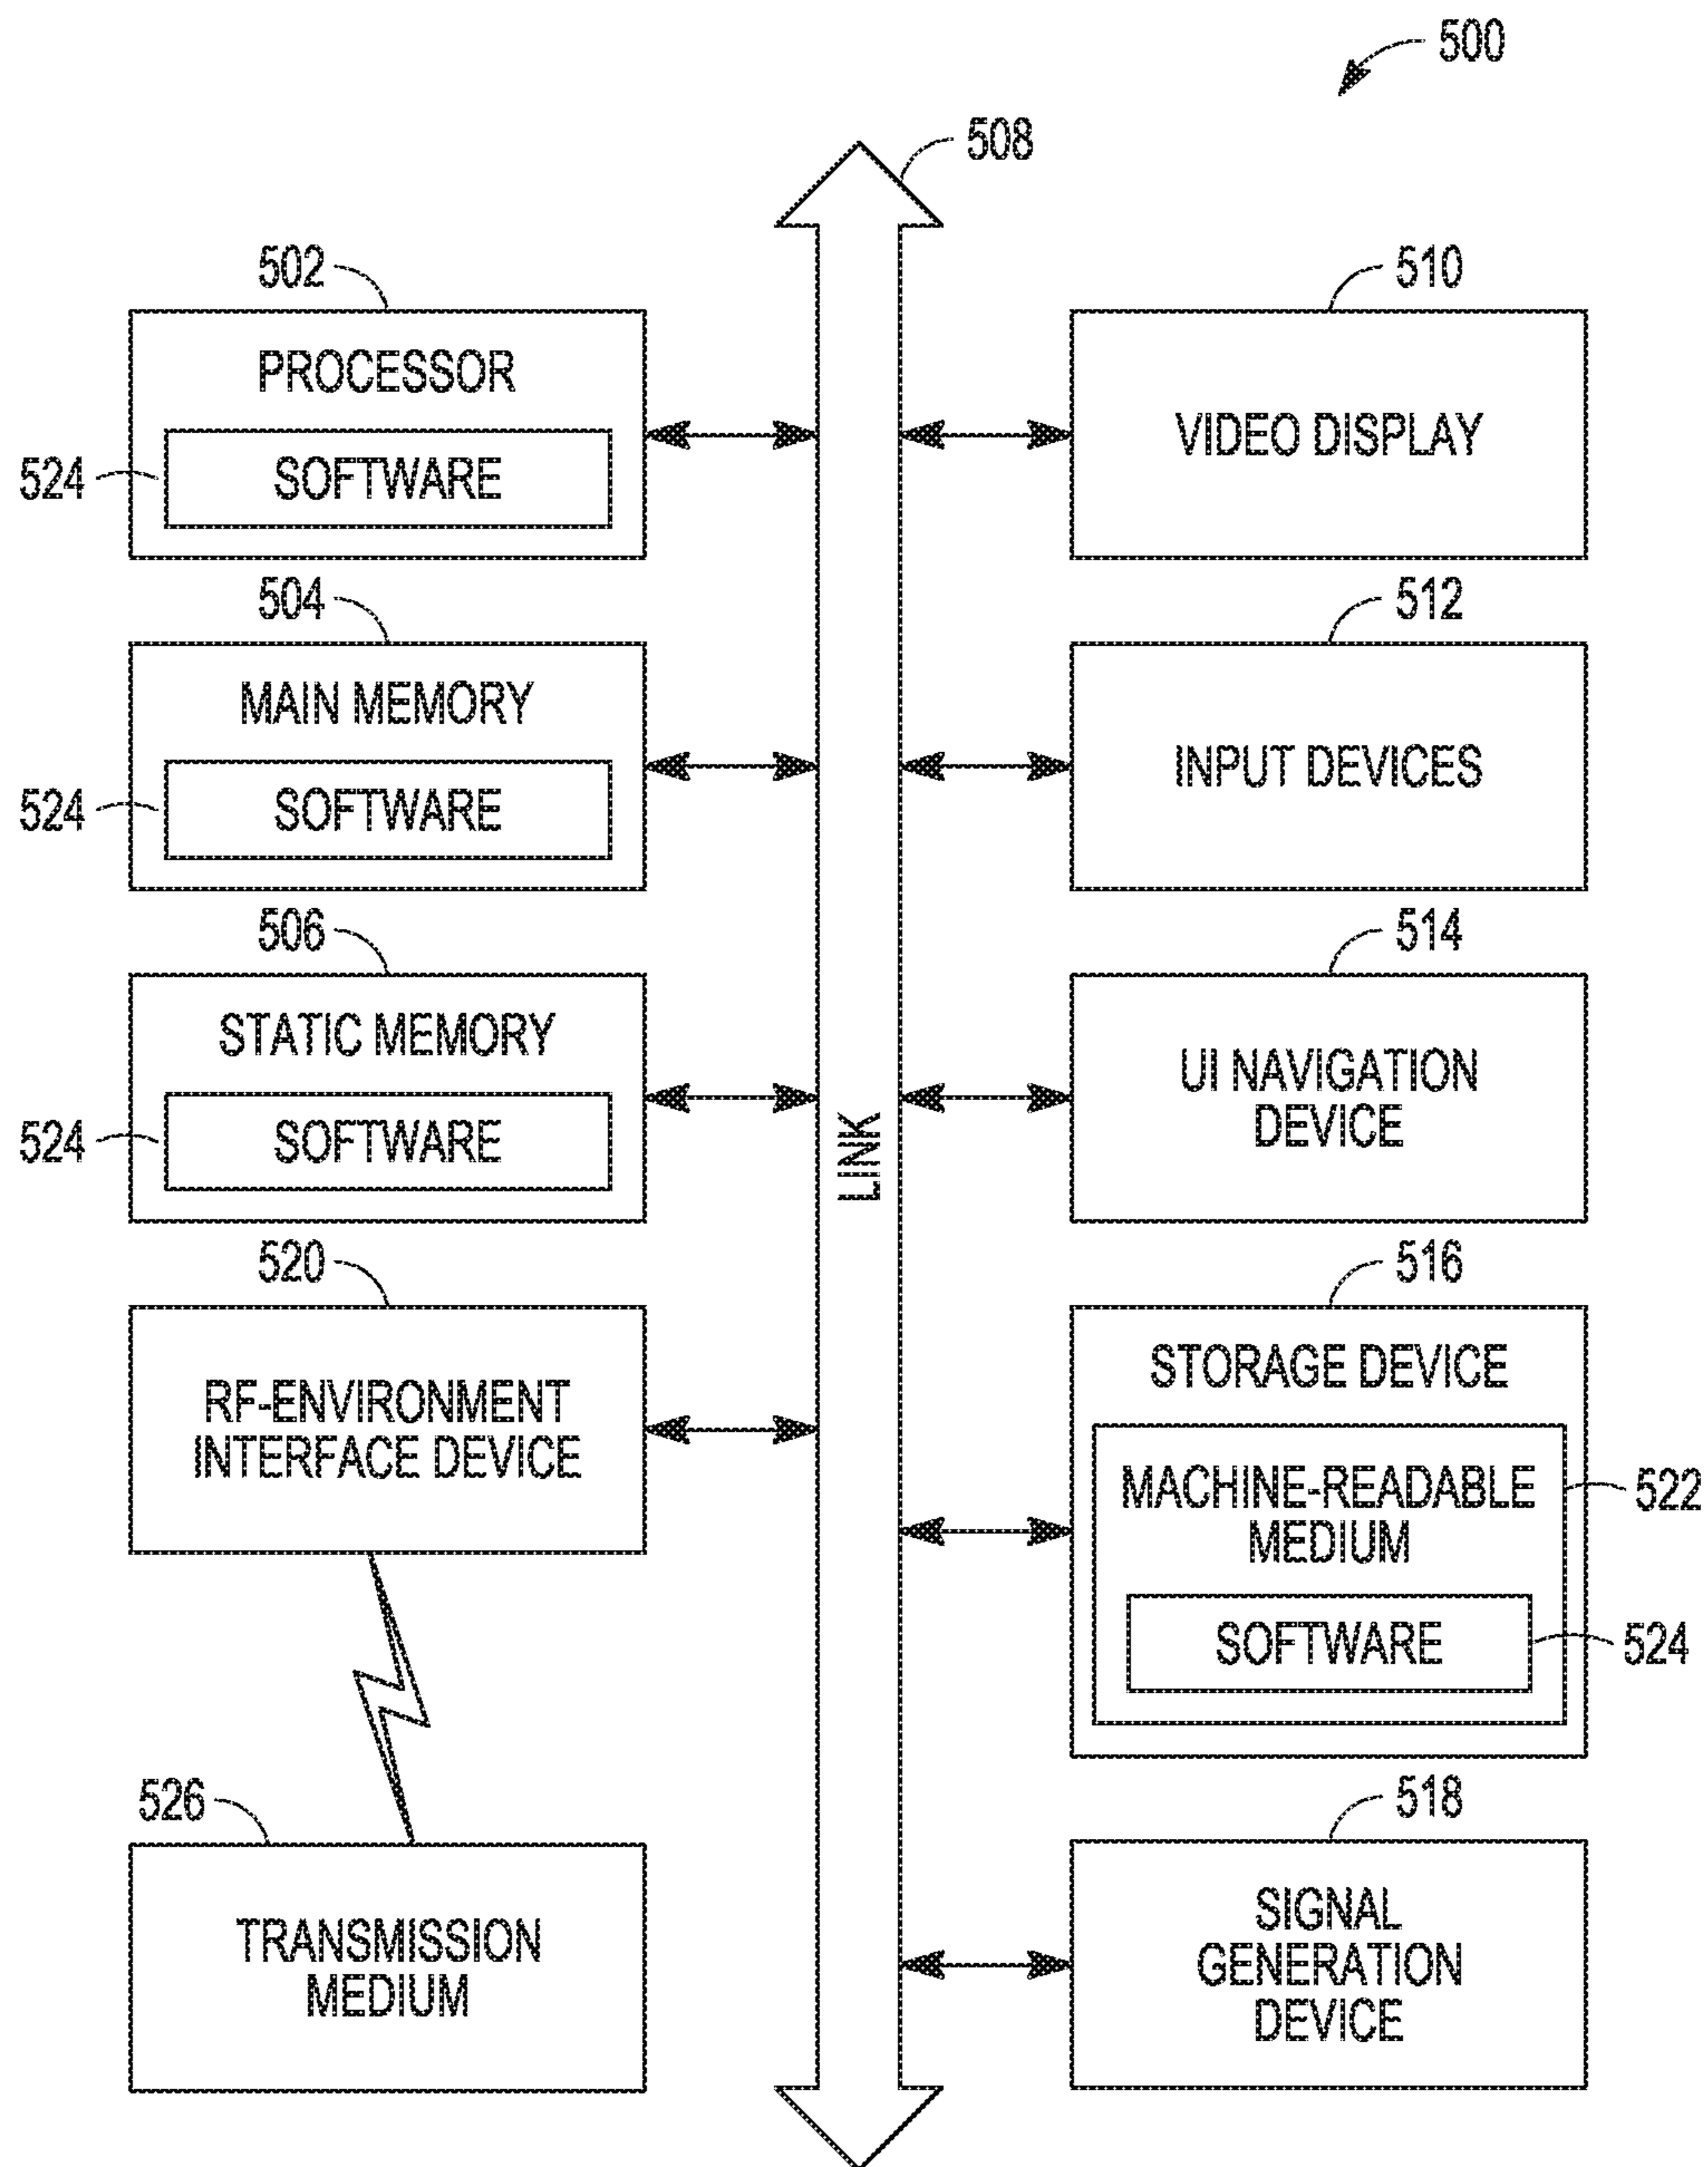 500
508
502
PROCESSOR
524
SOFTWARE
504
MAIN MEMORY
524
SOFTWARE
506
STATIC MEMORY
524
SOFTWARE
520
RF-ENVIRONMENT
INTERFACE DEVICE
526
TRANSMISSION
MEDIUM
LINK
510
VIDEO DISPLAY
512
INPUT DEVICES
514
UI NAVIGATION
DEVICE
516
STORAGE DEVICE
MACHINE-READABLE
MEDIUM
522
SOFTWARE
524
518
SIGNAL
GENERATION
DEVICE